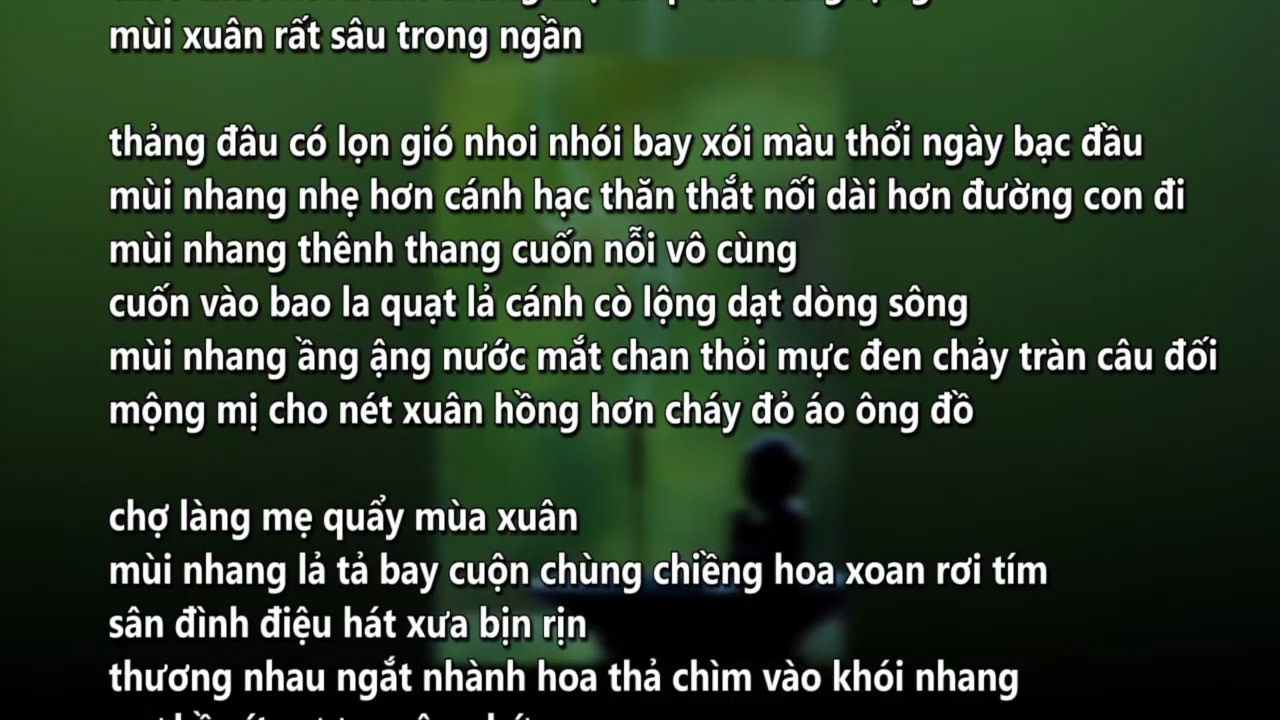 mùi xuân rất sâu trong ngần
thảng đâu có lọn gió nhoi nhói bay xói màu thổi ngày bạc đầu
mùi nhang nhẹ hơn cánh hạc thăn thắt nối dài hơn đường con đi
mùi nhang thênh thang cuốn nỗi vô cùng
cuốn vào bao la quạt lả cánh cò lộng dạt dòng sông
mùi nhang ầng ậng nước mắt chan thỏi mực đen chảy tràn câu đối
mộng mị cho nét xuân hồng hơn cháy đỏ áo ông đồ
chợ làng mẹ quẩy mùa xuân
mùi nhang lả tả bay cuộn chùng chiềng hoa xoan rơi tím
sân đình điệu hát xưa bịn rịn
thương nhau ngắt nhành hoa thả chìm vào khói nhang